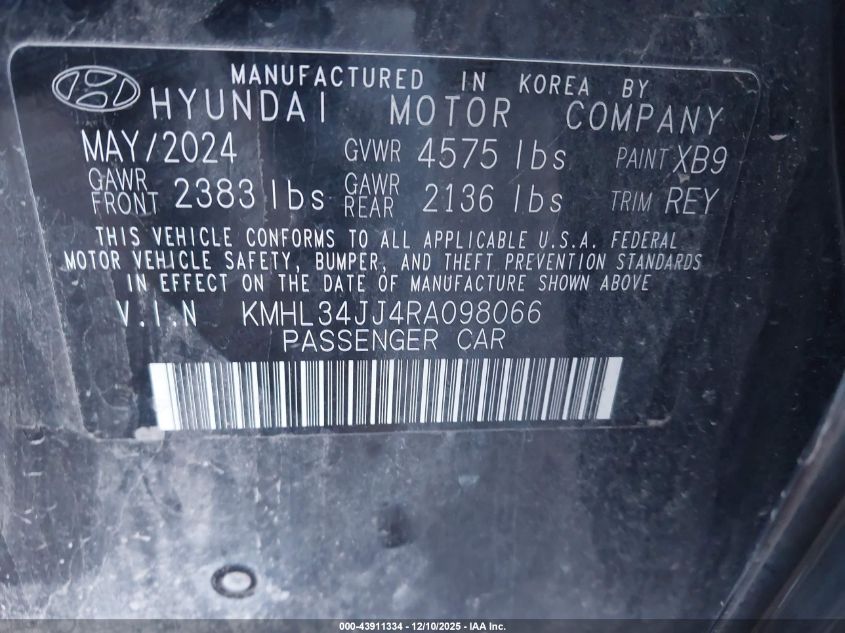 MANUFACTURED IN KOREA BY
HYUNDAI MOTOR COMPANY
MAY/2024 GVWR 4575 lbs PAINT XB9
GAWR FRONT 2383 lbs GAWR REAR 2136 lbs TRIM REY
THIS VEHICLE CONFORMS TO ALL APPLICABLE U.S.A. FEDERAL
MOTOR VEHICLE SAFETY, BUMPER, AND THEFT PREVENTION STANDARDS
IN EFFECT ON THE DATE OF MANUFACTURE SHOWN ABOVE
V.I.N KMHL34JJ4RA098066
PASSENGER CAR
000-43911334 - 12/10/2025 - IAA Inc.